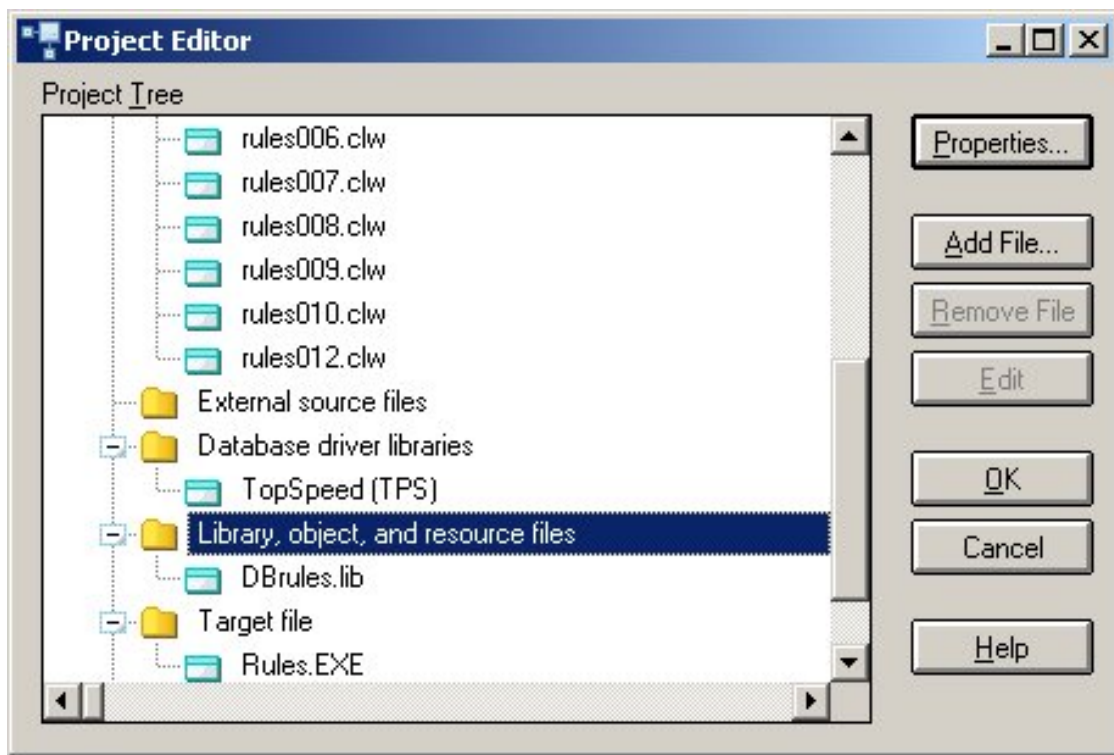 Project Editor
Project Tree
rules006.clw
rules007.clw
rules008.clw
rules009.clw
rules010.clw
rules012.clw
External source files
Database driver libraries
TopSpeed (TPS)
Library, object, and resource files
DBrules.lib
Target file
Rules.EXE
Properties...
Add File...
Remove File
Edit
OK
Cancel
Help